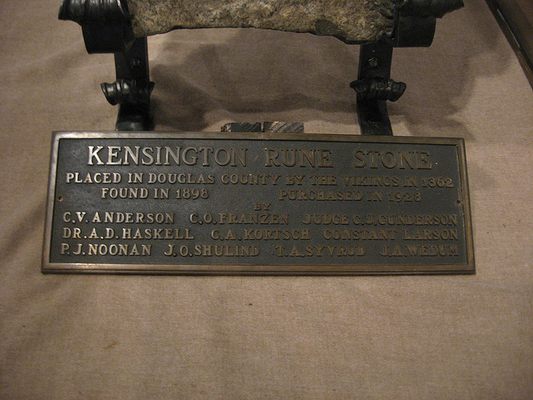 KENSINGTON RUNE STONE
PLACED IN DOUGLAS COUNTY BY THE VIKINGS IN 1362
FOUND IN 1898 PURCHASED IN 1928
BY
C.V. ANDERSON C.O. FRANZEN JUDGE C.J. GUNDERSON
DR. A.D. HASKELL C.A. KORTSCH CONSTANT LARSON
P.J. NOONAN J.O. SHULIND T.A. SYVRUD J.A. WEDUM